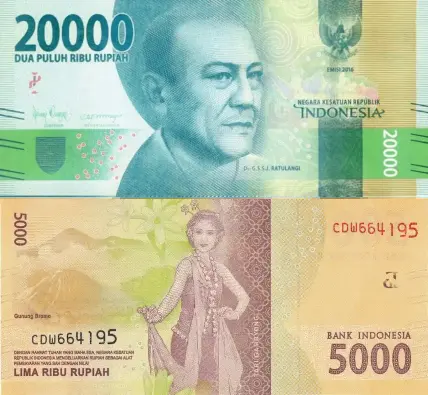 20000
DUA PULUH RIBU RUPIAH
EMISI 2016
NEGARA KESATUAN REPUBLIK
INDONESIA
20000
Dr. G.S.S.J. RATULANGI
5000
CDW664195
Gunung Bromo
CDW664195
DENGAN RAHMAT TUHAN YANG MAHA ESA, NEGARA KESATUAN
REPUBLIK INDONESIA MENGELUARKAN RUPIAH SEBAGAI ALAT
PEMBAYARAN YANG SAH DENGAN NILAI
LIMA RIBU RUPIAH
BANK INDONESIA
5000